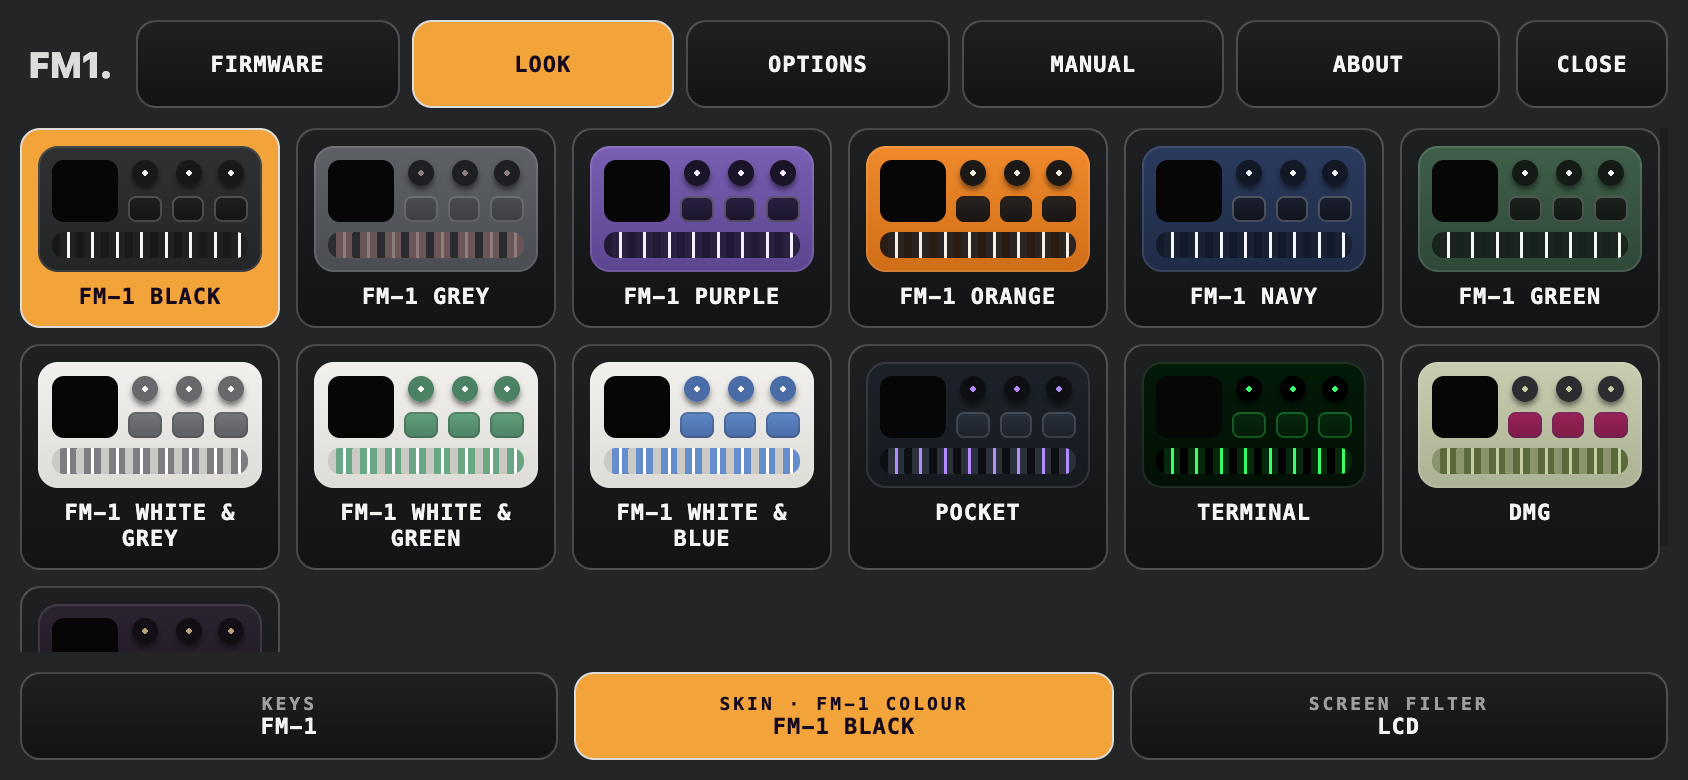 FM1.
FIRMWARE
LOOK
OPTIONS
MANUAL
ABOUT
CLOSE
FM-1 BLACK
FM-1 GREY
FM-1 PURPLE
FM-1 ORANGE
FM-1 NAVY
FM-1 GREEN
FM-1 WHITE &
GREY
FM-1 WHITE &
GREEN
FM-1 WHITE &
BLUE
POCKET
TERMINAL
DMG
KEYS
FM-1
SKIN · FM-1 COLOUR
FM-1 BLACK
SCREEN FILTER
LCD